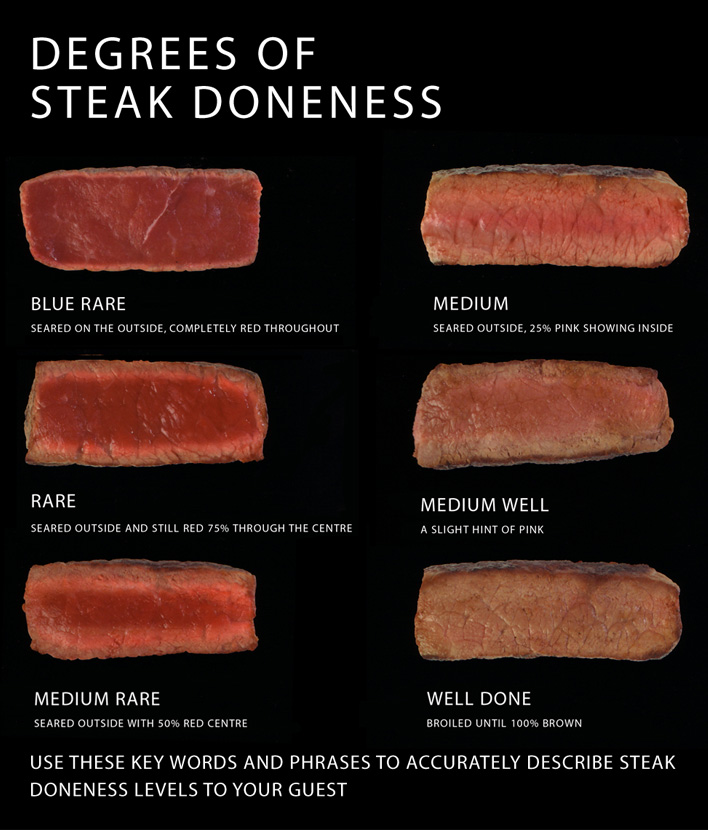 DEGREES OF
STEAK DONENESS
BLUE RARE
SEARED ON THE OUTSIDE, COMPLETELY RED THROUGHOUT
RARE
SEARED OUTSIDE AND STILL RED 75% THROUGH THE CENTRE
MEDIUM RARE
SEARED OUTSIDE WITH 50% RED CENTRE
MEDIUM
SEARED OUTSIDE, 25% PINK SHOWING INSIDE
MEDIUM WELL
A SLIGHT HINT OF PINK
WELL DONE
BROILED UNTIL 100% BROWN
USE THESE KEY WORDS AND PHRASES TO ACCURATELY DESCRIBE STEAK
DONENESS LEVELS TO YOUR GUEST